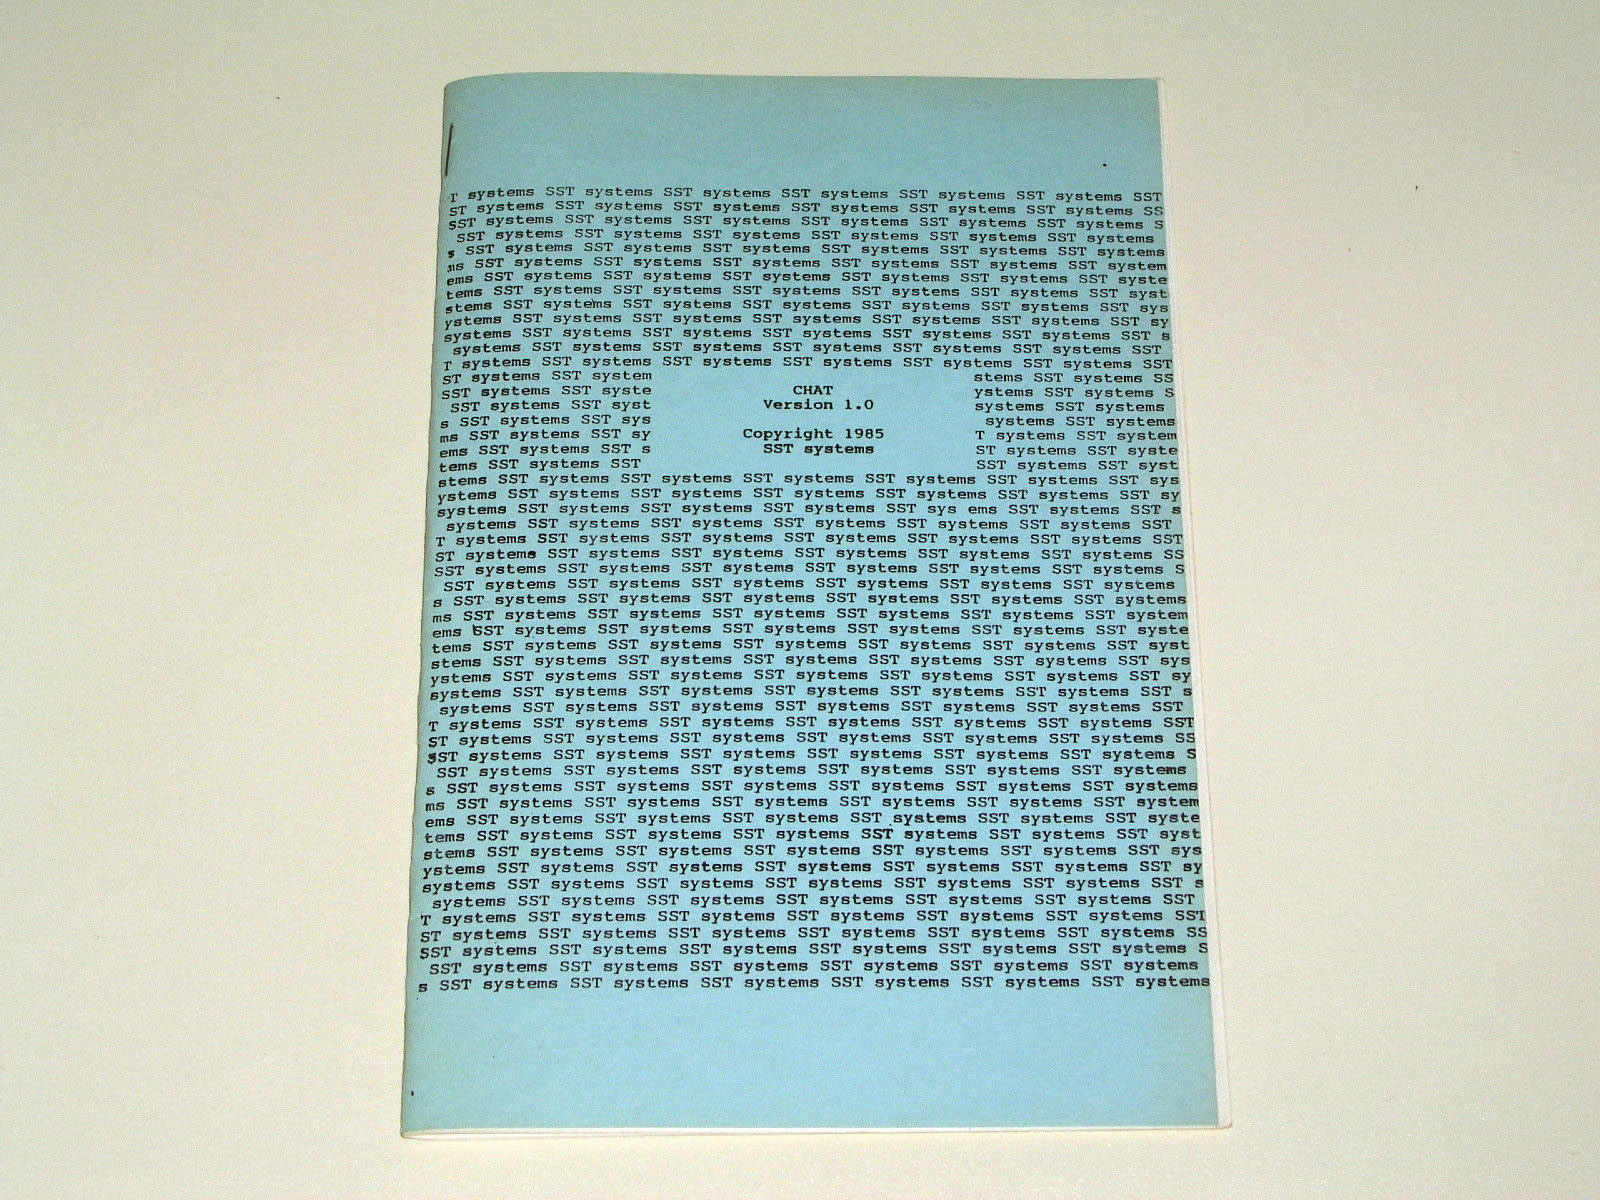 T systems SST systems SST systems SST systems SST systems SST systems SST
ST systems SST systems SST systems SST systems SST systems SST systems SS
SST systems SST systems SST systems SST systems SST systems SST systems S
SST systems SST systems SST systems SST systems SST systems SST systems
s SST systems SST systems SST systems SST systems SST systems SST systems
ms SST systems SST systems SST systems SST systems SST systems SST system
ems SST systems SST systems SST systems SST systems SST systems SST syste
tems SST systems SST systems SST systems SST systems SST systems SST syst
stems SST systems SST systems SST systems SST systems SST systems SST sys
ystems SST systems SST systems SST systems SST systems SST systems SST sy
systems SST systems SST systems SST systems SST systems SST systems SST s
systems SST systems SST systems SST systems SST systems SST systems SST
T systems SST systems SST systems SST systems SST systems SST systems SST
ST systems SST system stems SST systems SS
SST systems SST syste CHAT ystems SST systems S
SST systems SST syst Version 1.0 systems SST systems
s SST systems SST sys systems SST systems
ms SST systems SST sy Copyright 1985 T systems SST system
ems SST systems SST s SST systems ST systems SST syste
tems SST systems SST SST systems SST syst
stems SST systems SST systems SST systems SST systems SST systems SST sys
ystems SST systems SST systems SST systems SST systems SST systems SST sy
systems SST systems SST systems SST systems SST sys ems SST systems SST s
systems SST systems SST systems SST systems SST systems SST systems SST
T systems SST systems SST systems SST systems SST systems SST systems SST
ST systems SST systems SST systems SST systems SST systems SST systems SS
SST systems SST systems SST systems SST systems SST systems SST systems S
SST systems SST systems SST systems SST systems SST systems SST systems
s SST systems SST systems SST systems SST systems SST systems SST systems
ms SST systems SST systems SST systems SST systems SST systems SST system
ems SST systems SST systems SST systems SST systems SST systems SST syste
tems SST systems SST systems SST systems SST systems SST systems SST syst
stems SST systems SST systems SST systems SST systems SST systems SST sys
ystems SST systems SST systems SST systems SST systems SST systems SST sy
systems SST systems SST systems SST systems SST systems SST systems SST s
systems SST systems SST systems SST systems SST systems SST systems SST
T systems SST systems SST systems SST systems SST systems SST systems SST
ST systems SST systems SST systems SST systems SST systems SST systems SS
SST systems SST systems SST systems SST systems SST systems SST systems S
SST systems SST systems SST systems SST systems SST systems SST systems
s SST systems SST systems SST systems SST systems SST systems SST systems
ms SST systems SST systems SST systems SST systems SST systems SST system
ems SST systems SST systems SST systems SST systems SST systems SST syste
tems SST systems SST systems SST systems SST systems SST systems SST syst
stems SST systems SST systems SST systems SST systems SST systems SST sys
ystems SST systems SST systems SST systems SST systems SST systems SST sy
systems SST systems SST systems SST systems SST systems SST systems SST s
systems SST systems SST systems SST systems SST systems SST systems SST
T systems SST systems SST systems SST systems SST systems SST systems SST
ST systems SST systems SST systems SST systems SST systems SST systems SS
SST systems SST systems SST systems SST systems SST systems SST systems S
SST systems SST systems SST systems SST systems SST systems SST systems
s SST systems SST systems SST systems SST systems SST systems SST systems